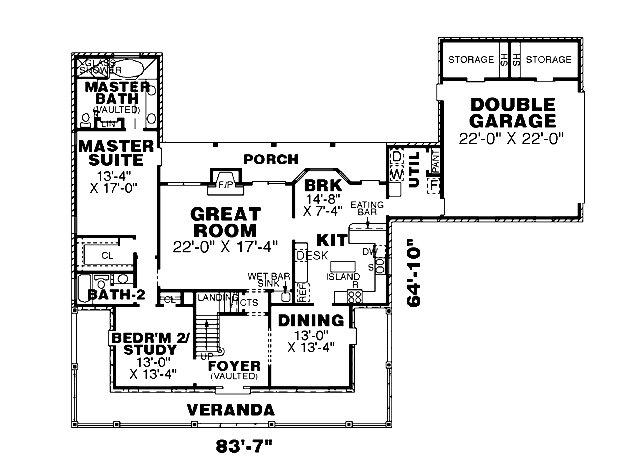 STORAGE
SH
SH
STORAGE
GLASS
SHOWER
MASTER
BATH
(VAULTED)
LIN
DOUBLE
GARAGE
22'-0" X 22'-0"
MASTER
SUITE
13'-4"
X 17'-0"
PORCH
F/P
BRK
14'-8"
X 7'-4"
D
W
UTIL
PANT
EATING
BAR
GREAT
ROOM
22'-0" X 17'-4"
KIT
DESK
DW
S
ISLAND
R
REF
CL
WET BAR
SINK
64'-10"
BATH-2
CL
LANDING
CTS
UP
BEDR'M 2/
STUDY
13'-0"
X 13'-4"
FOYER
(VAULTED)
DINING
13'-0"
X 13'-4"
VERANDA
83'-7"